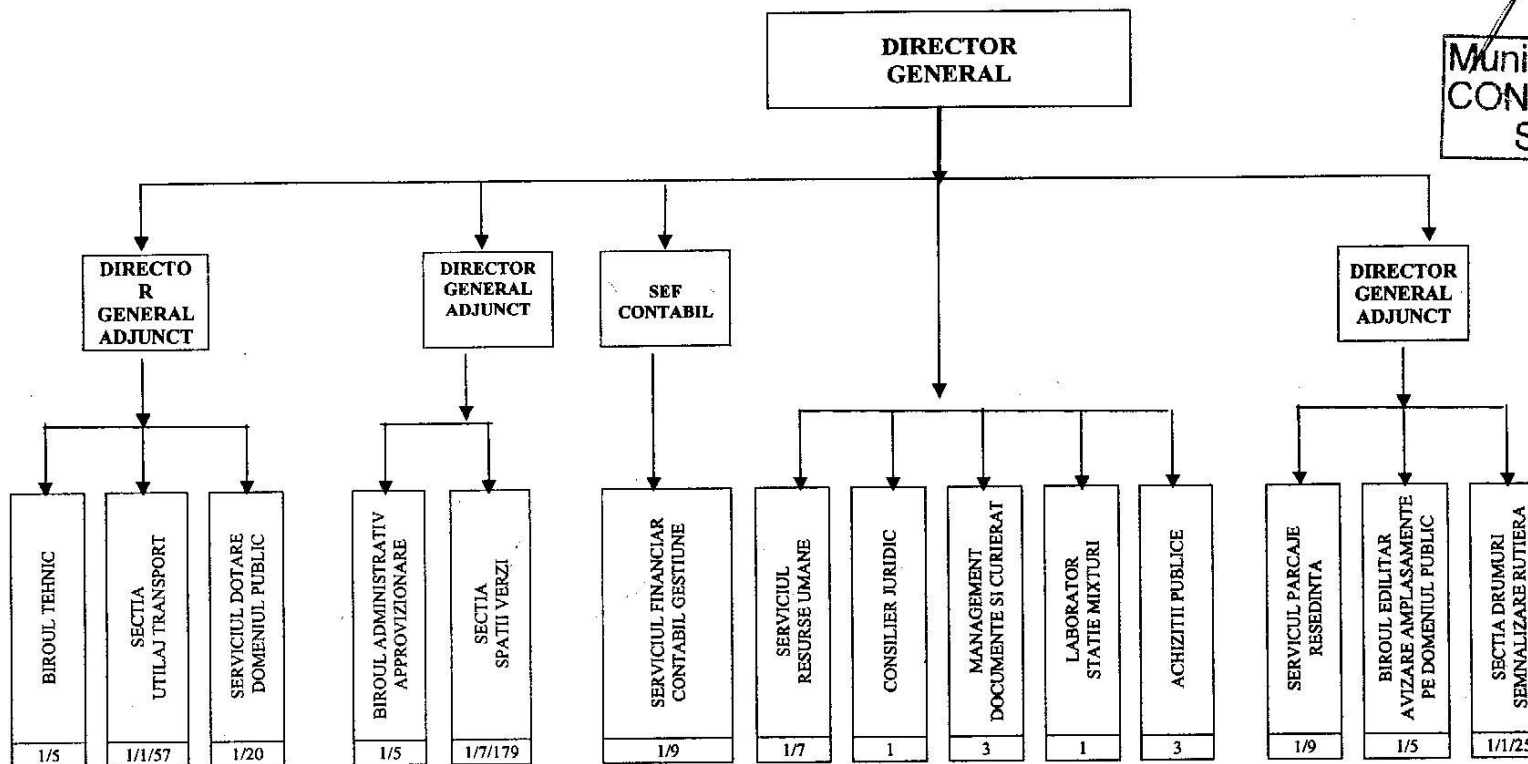 DIRECTOR
GENERAL
DIRECTO
R
GENERAL
ADJUNCT
DIRECTOR
GENERAL
ADJUNCT
SEF
CONTABIL
DIRECTOR
GENERAL
ADJUNCT
BIROUL TEHNIC
1/5
SECTIA
UTILAJ TRANSPORT
1/1/57
SERVICIUL DOTARE
DOMENIUL PUBLIC
1/20
BIROUL ADMINISTRATIV
APPROVIZIONARE
1/5
SECTIA
SPATII VERZI
1/7/179
SERVICIUL FINANCIAR
CONTABIL GESTIUNE
1/9
SERVICIUL
RESURSE UMANE
1/7
CONSILIER JURIDIC
1
MANAGEMENT
DOCUMENTE SI CURIERAT
3
LABORATOR
STATIE MIXTURI
1
ACHIZITII PUBLICE
3
SERVICUL PARCAJE
RESEDINTA
1/9
BIROUL EDILITAR
AVIZARE AMPLASAMENTE
PE DOMENIUL PUBLIC
1/5
SECTIA DRUMURI
SEMNALIZARE RUTIERA